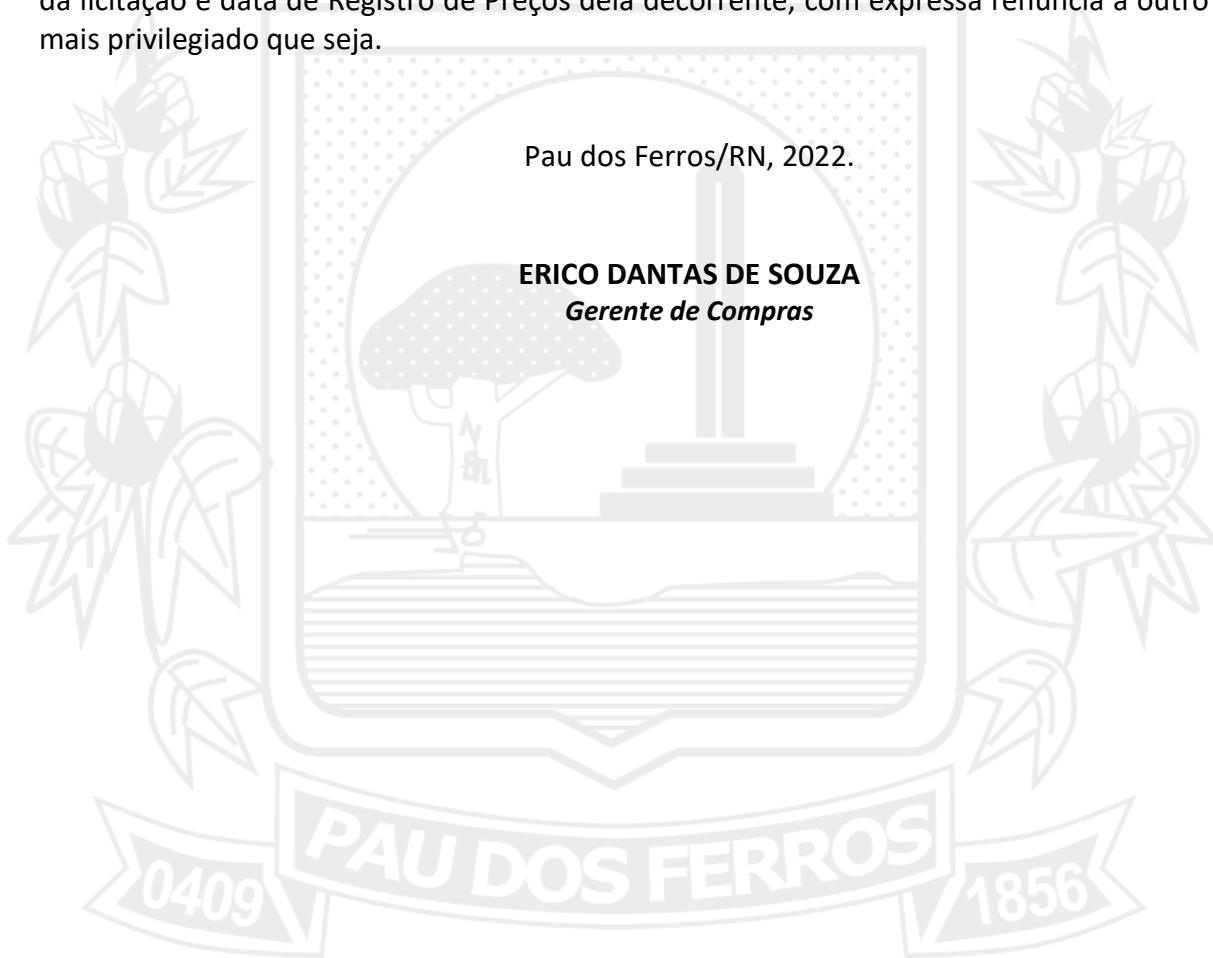 da licitação e data de Registro de Preços dela decorrente, com expressa renúncia a outro
mais privilegiado que seja.
Pau dos Ferros/RN, 2022.
ERICO DANTAS DE SOUZA
Gerente de Compras
PAU DOS FERROS
0409
1856